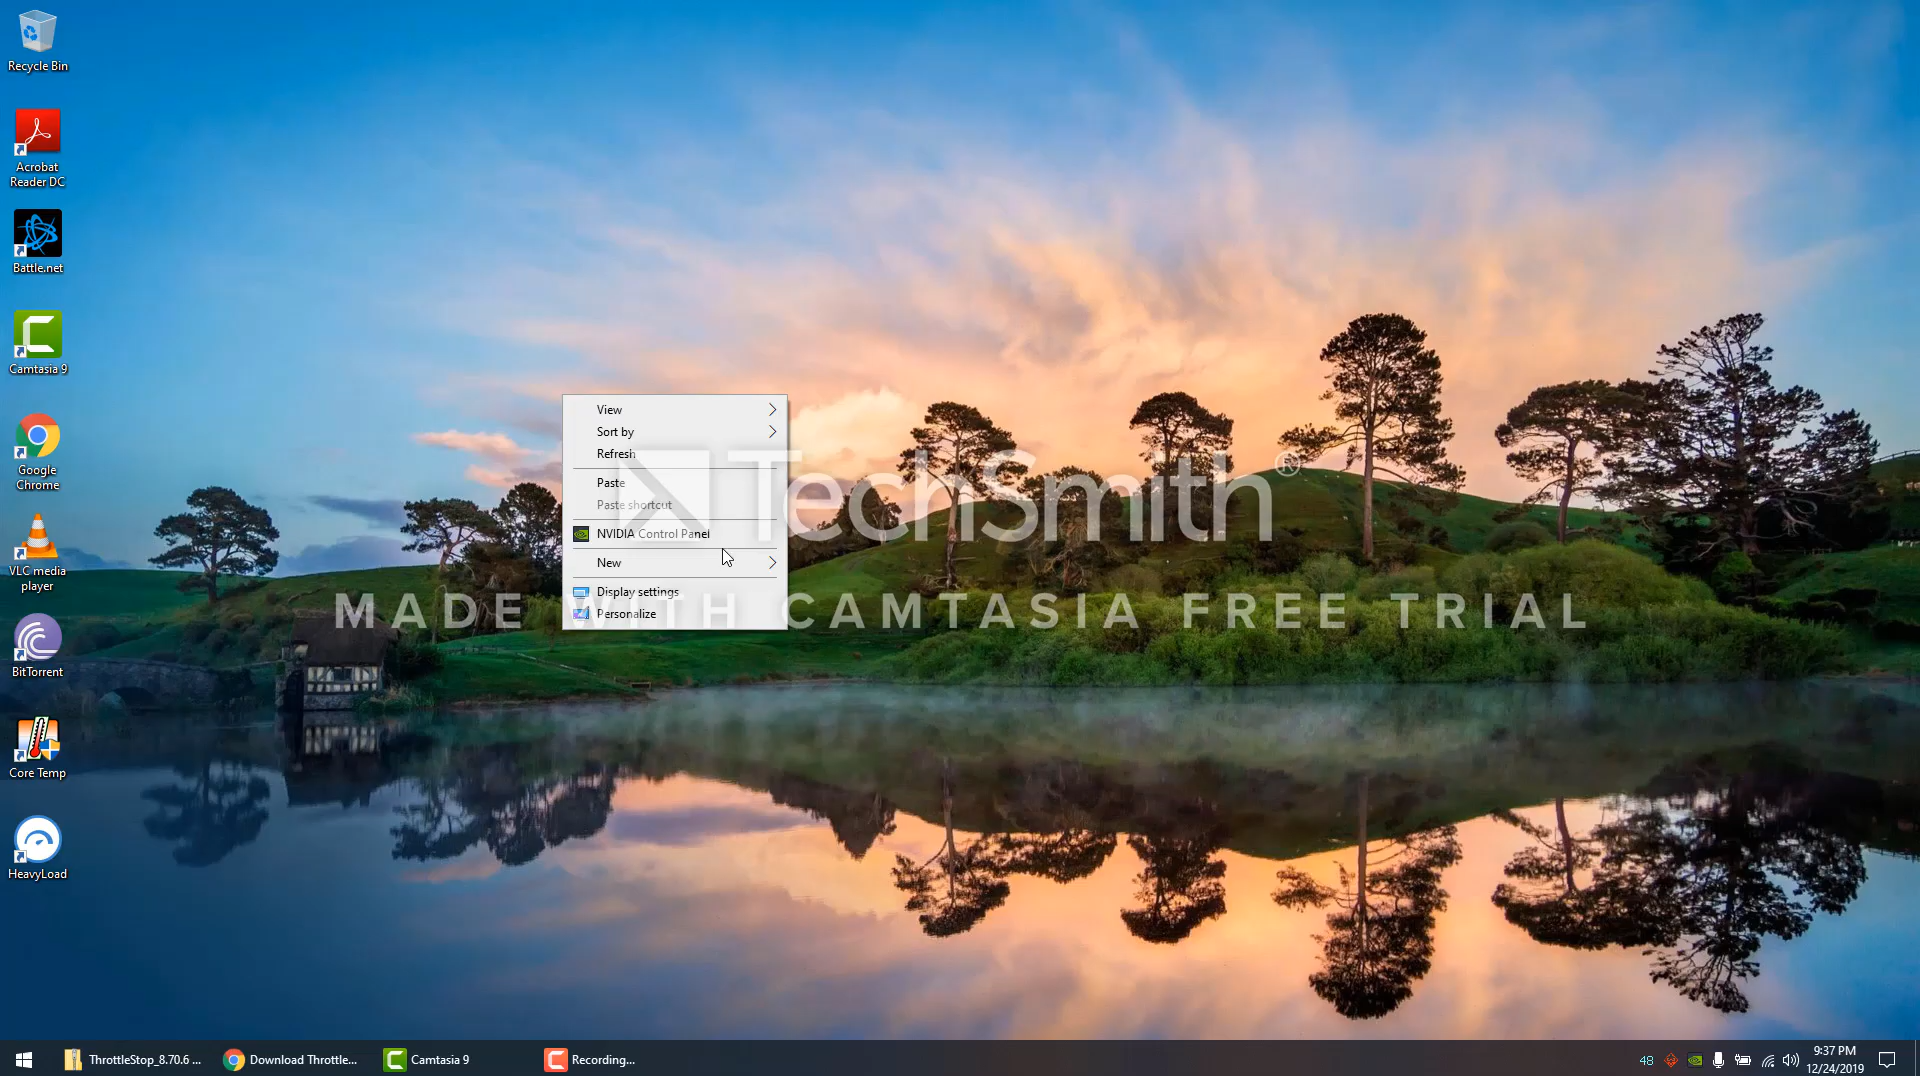 Recycle Bin
Acrobat
Reader DC
Battle.net
Camtasia 9
Google
Chrome
VLC media
player
BitTorrent
Core Temp
HeavyLoad
View
Sort by
Refresh
Paste
Paste shortcut
NVIDIA Control Panel
New
Display settings
Personalize
TechSmith®
MADE WITH CAMTASIA FREE TRIAL
ThrottleStop_8.70.6 ...
Download Throttle...
Camtasia 9
Recording...
48
9:37 PM
12/24/2019